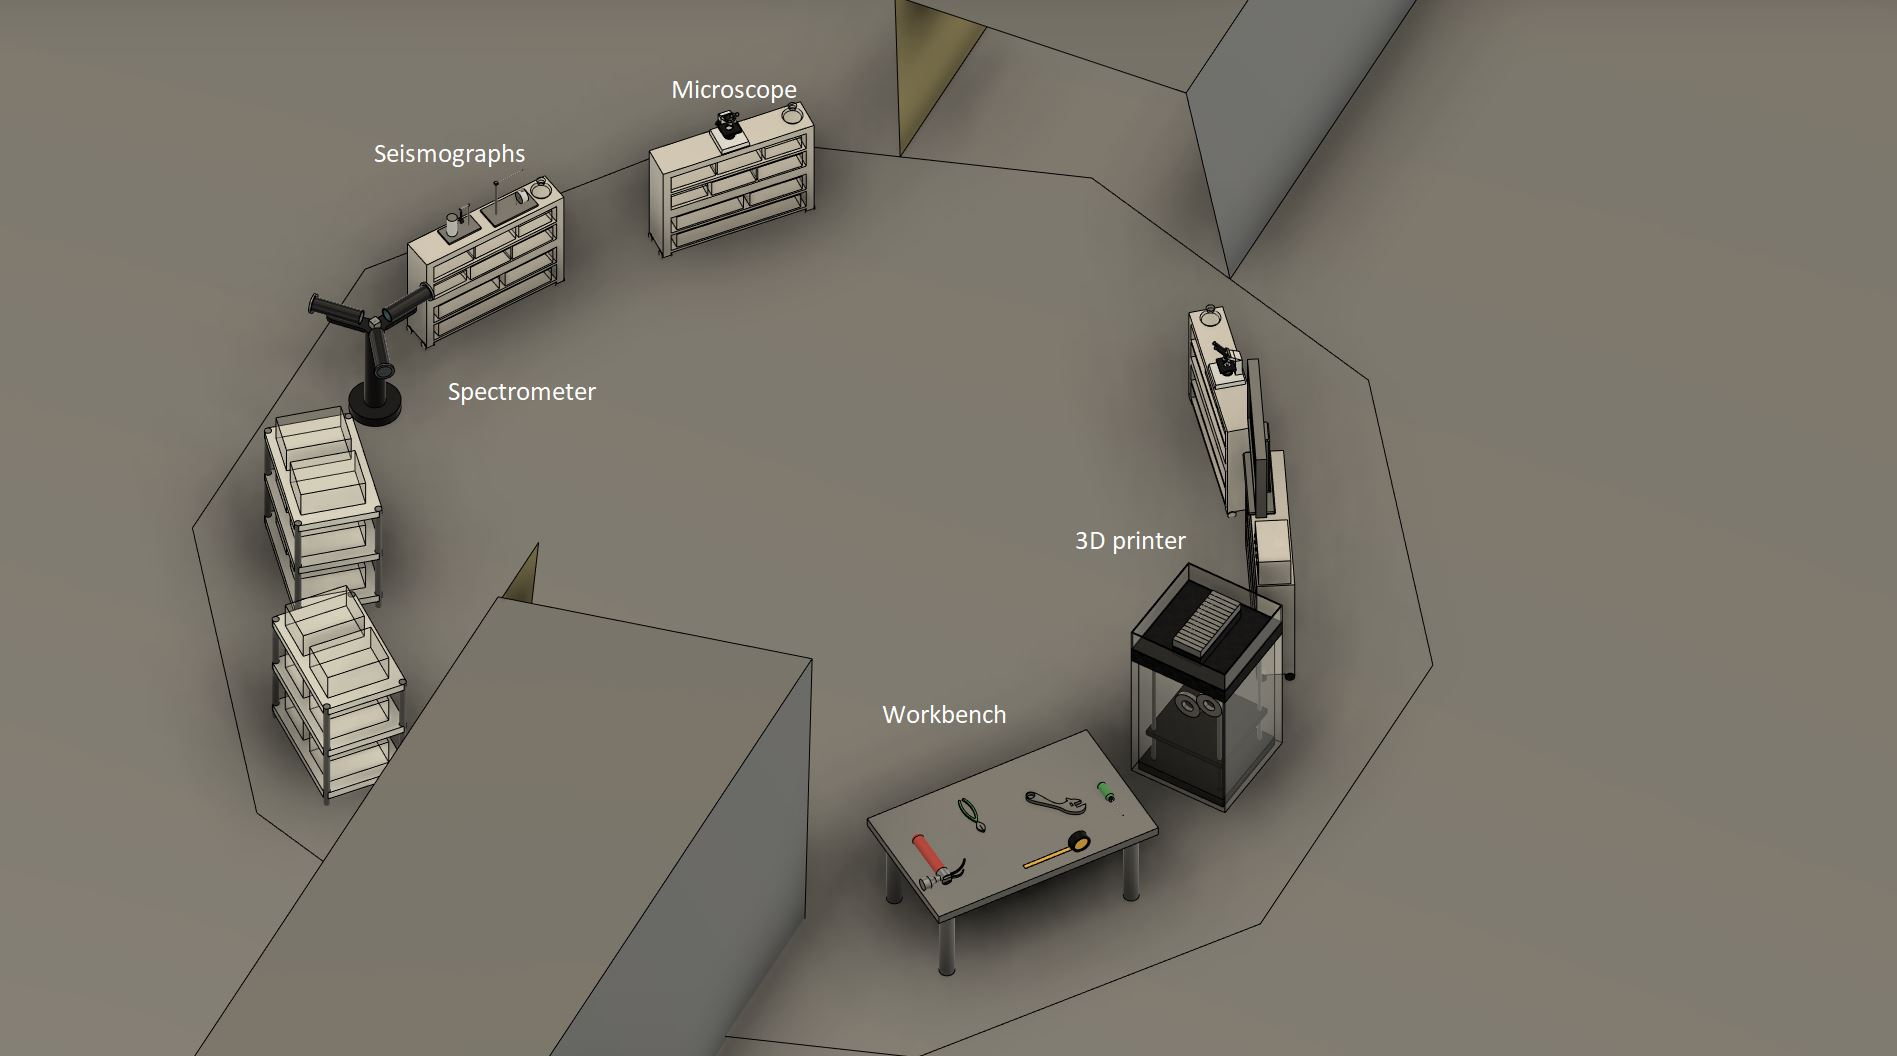 Microscope
Seismographs
Spectrometer
3D printer
Workbench